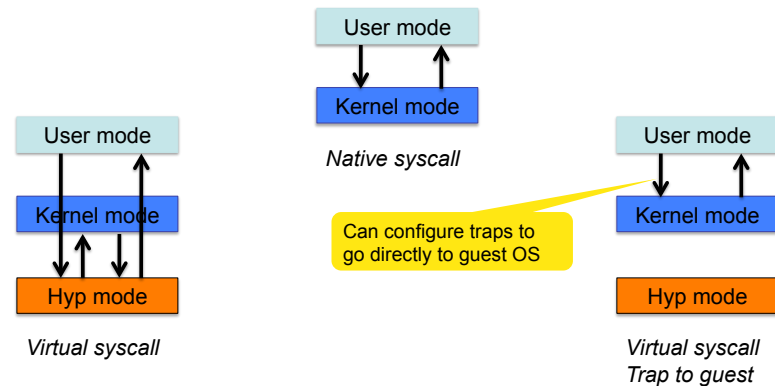 User mode
Kernel mode
Native syscall
User mode
Kernel mode
Hyp mode
Virtual syscall
Can configure traps to
go directly to guest OS
User mode
Kernel mode
Hyp mode
Virtual syscall
Trap to guest